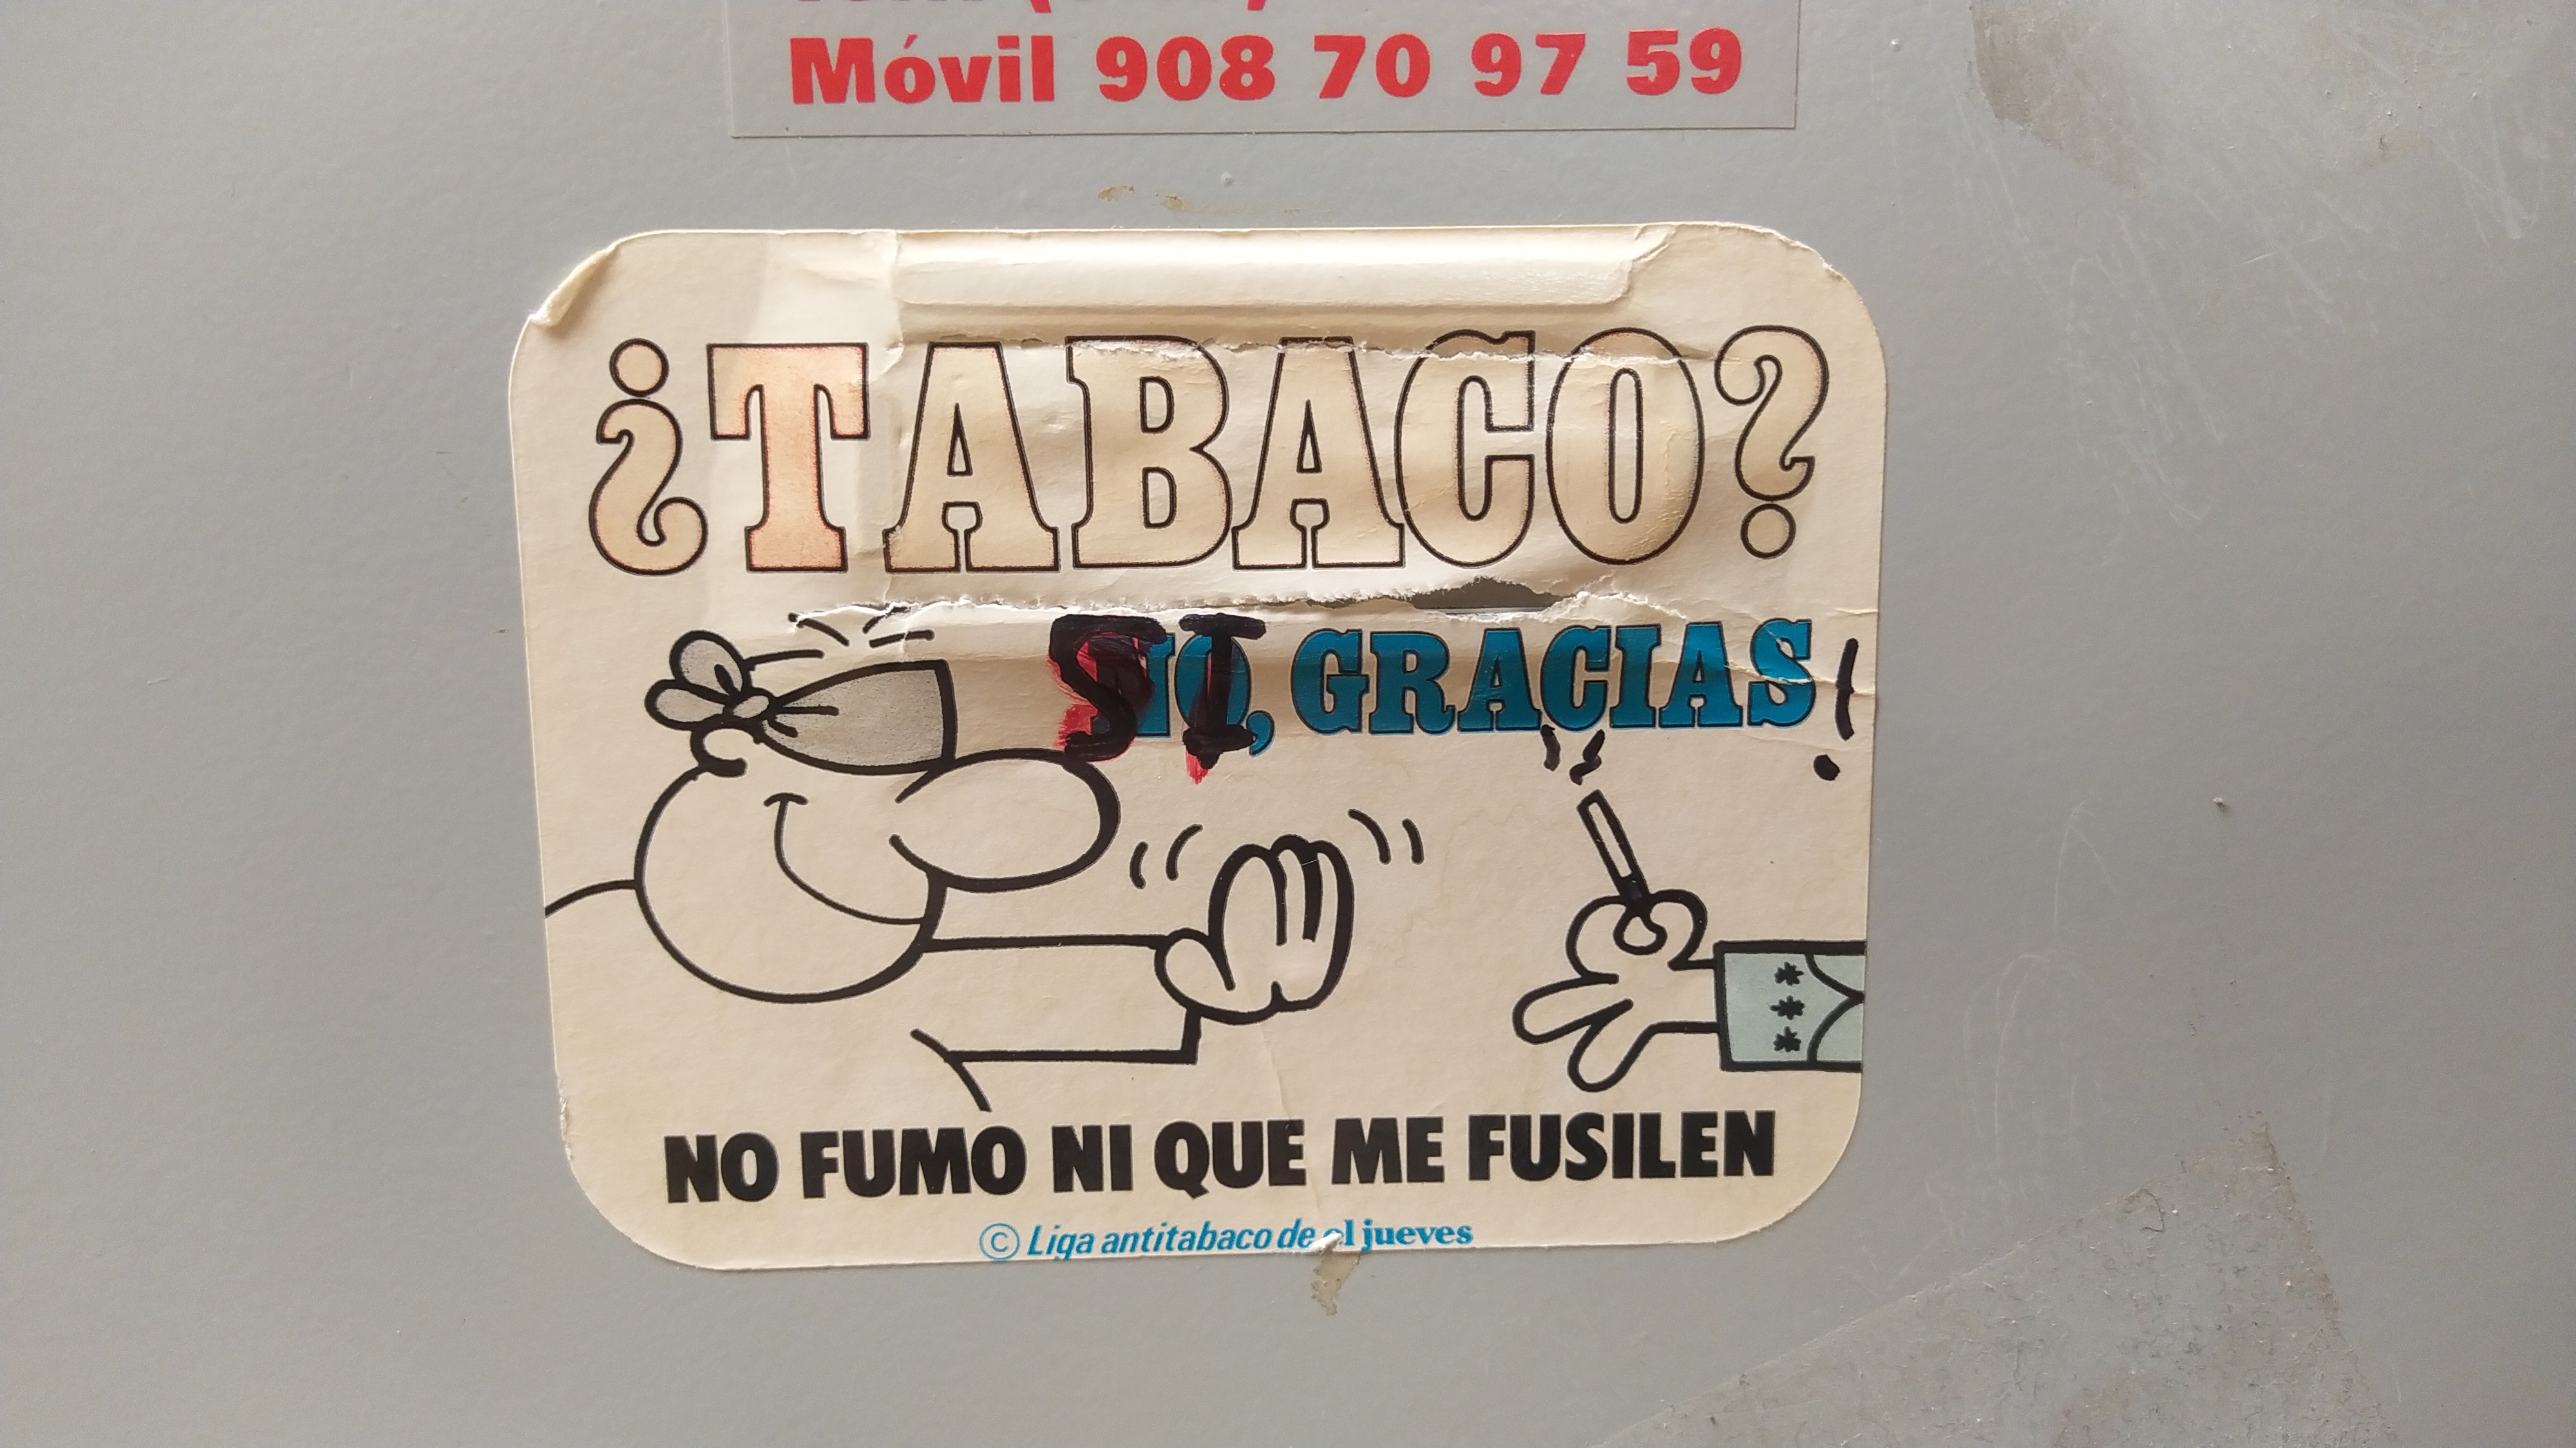 Móvil 908 70 97 59
¿TABACO?
SI, GRACIAS!
NO FUMO NI QUE ME FUSILEN
© Liga antitabaco de el jueves